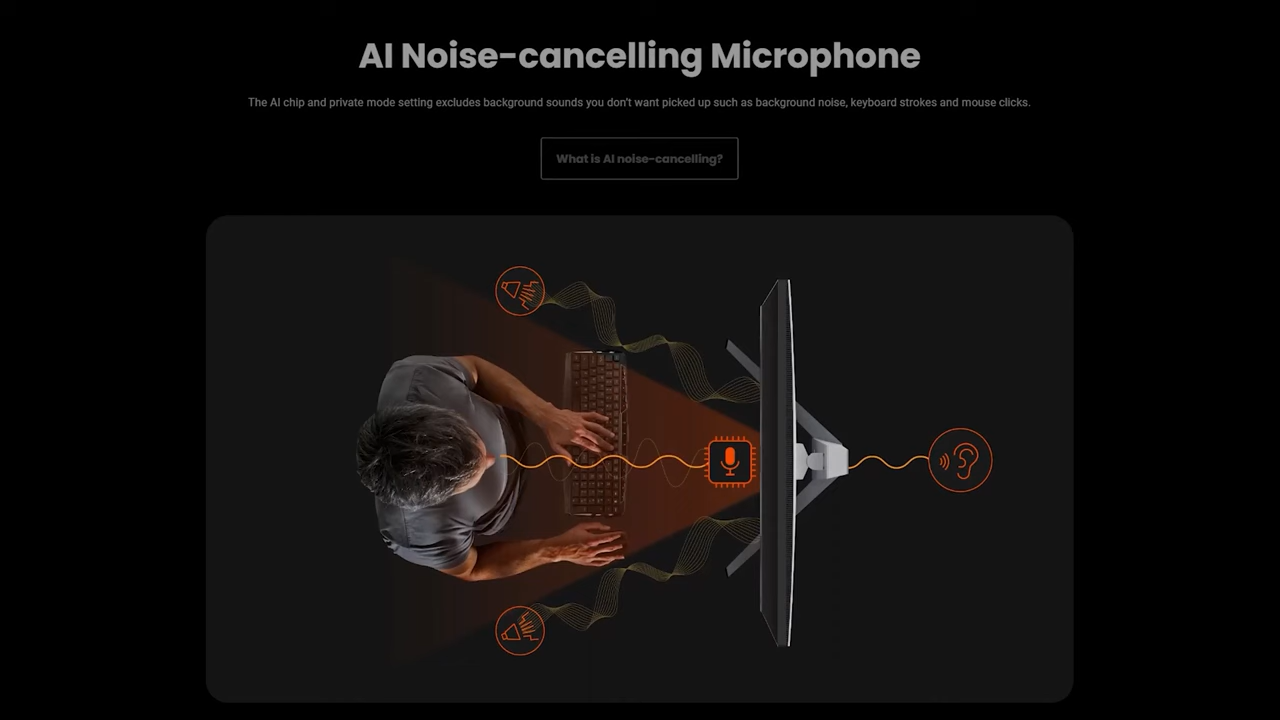 AI Noise-cancelling Microphone
The AI chip and private mode setting excludes background sounds you don't want picked up such as background noise, keyboard strokes and mouse clicks.
What is AI noise-cancelling?